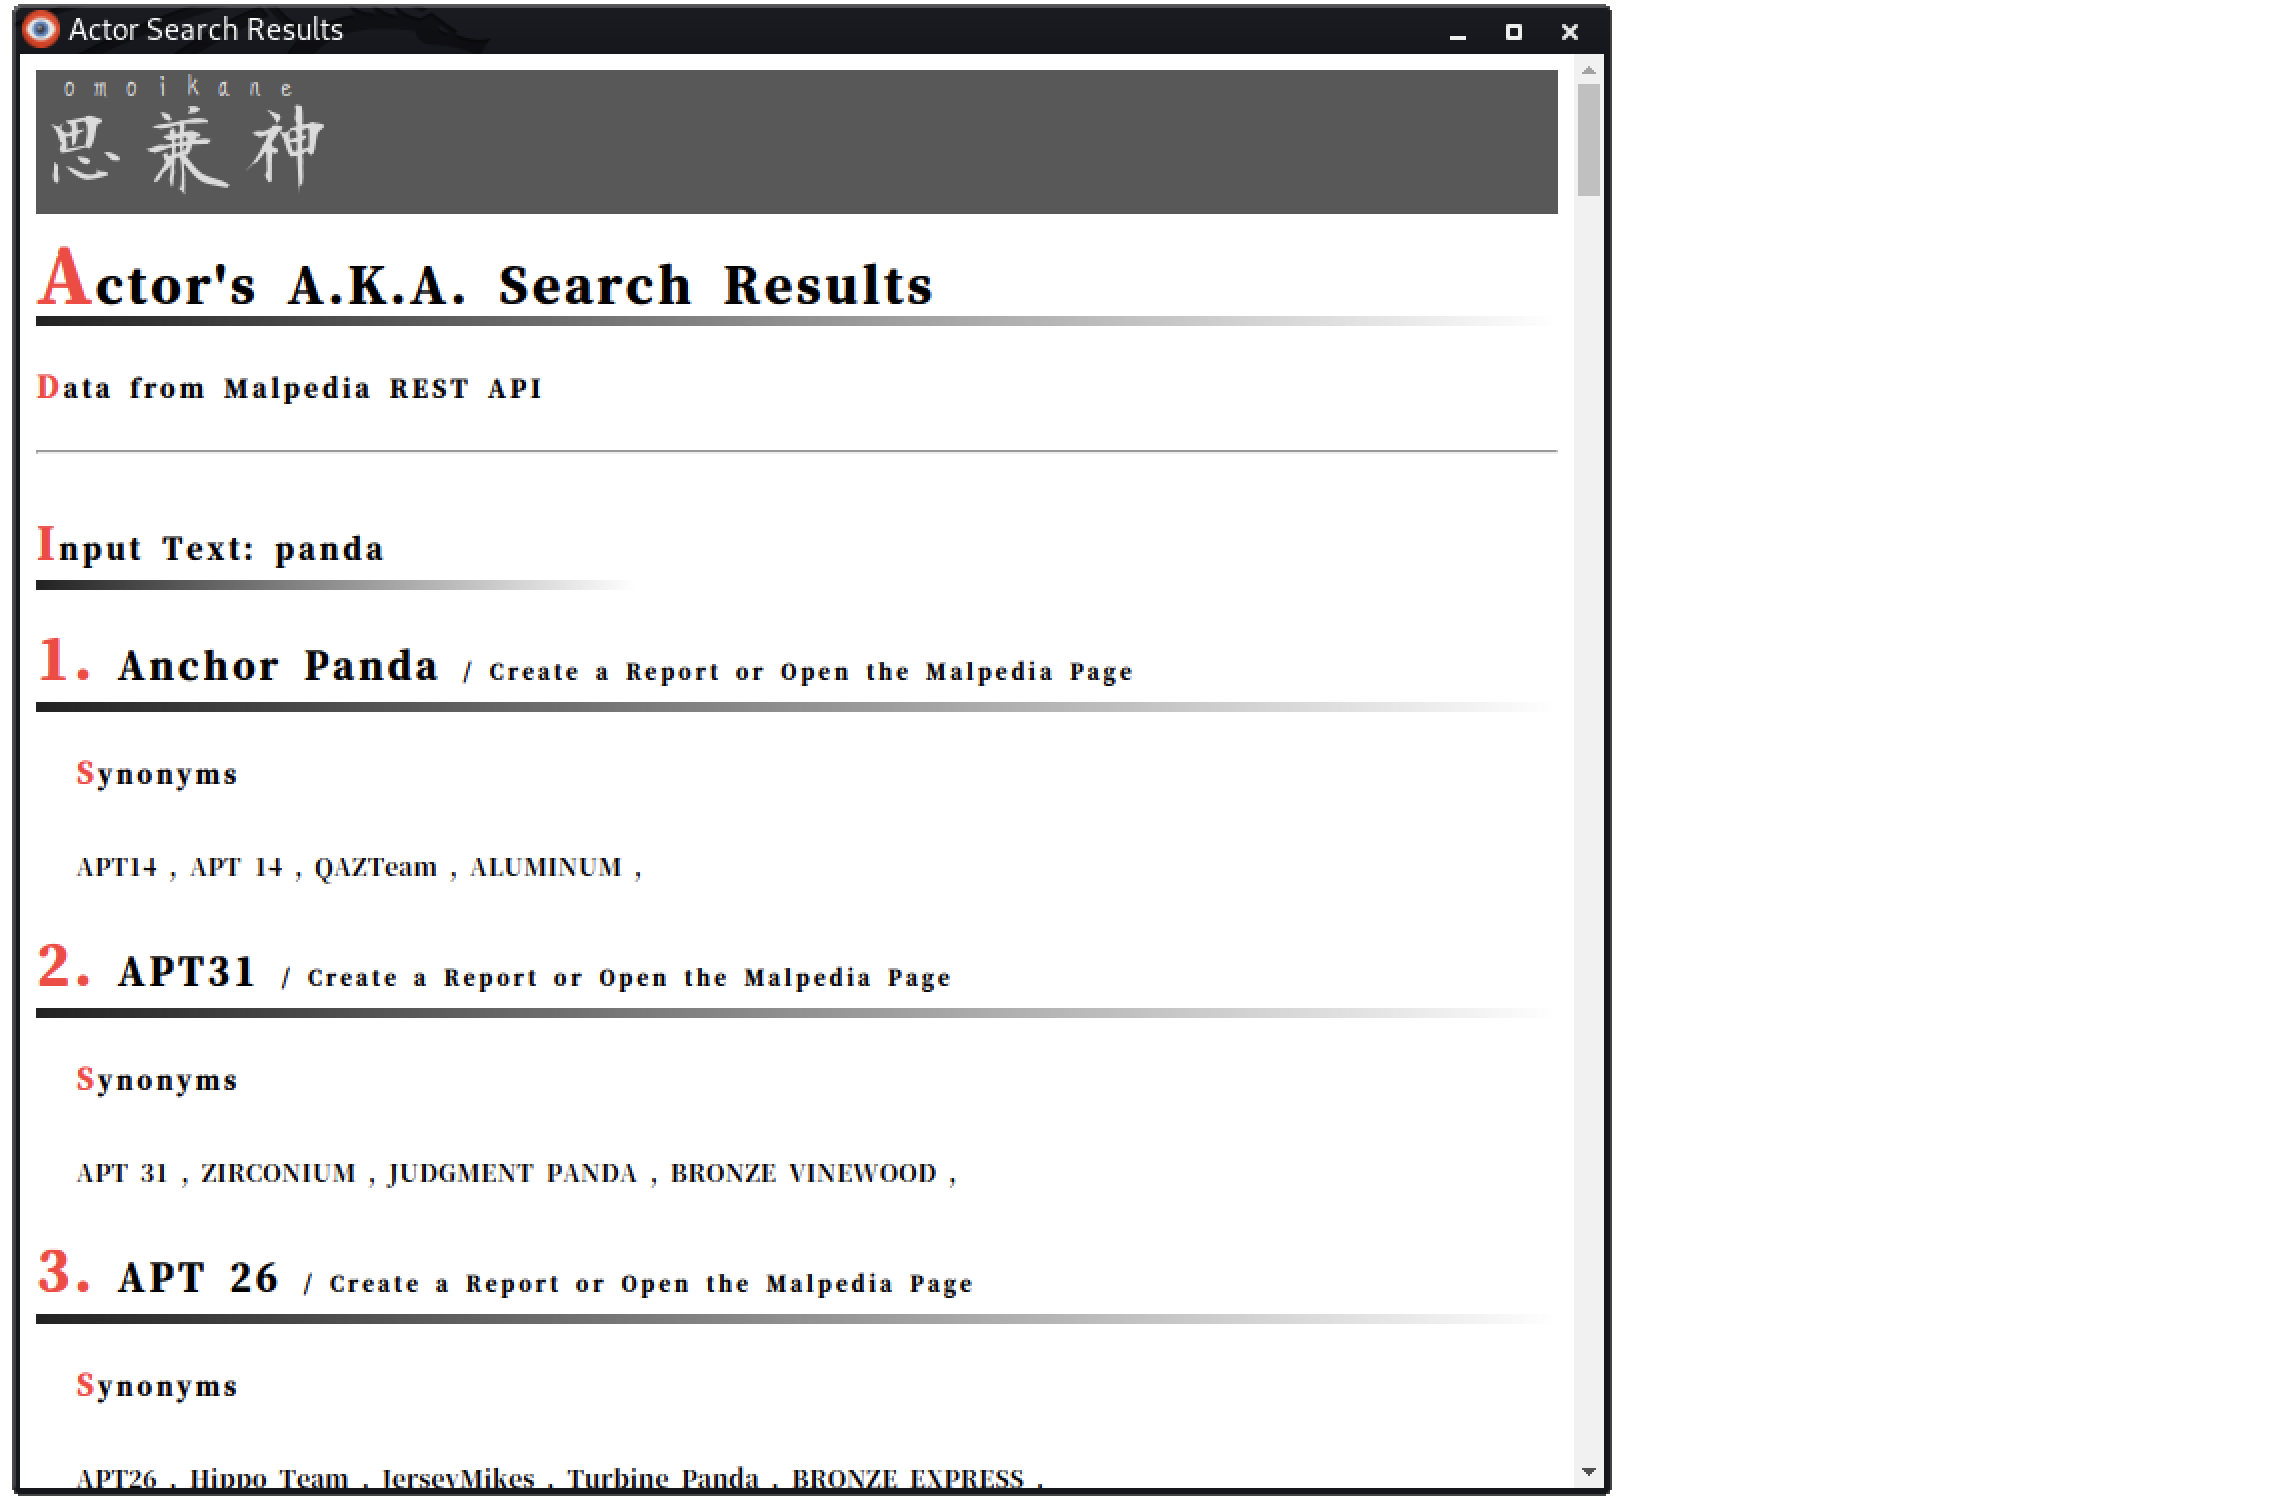 Actor Search Results
omoikane
思兼神
Actor's A.K.A. Search Results
Data from Malpedia REST API
Input Text: panda
1. Anchor Panda / Create a Report or Open the Malpedia Page
Synonyms
APT14 , APT 14 , QAZTeam , ALUMINUM ,
2. APT31 / Create a Report or Open the Malpedia Page
Synonyms
APT 31 , ZIRCONIUM , JUDGMENT PANDA , BRONZE VINEWOOD ,
3. APT 26 / Create a Report or Open the Malpedia Page
Synonyms
APT26 , Hippo Team , JerseyMikes , Turbine Panda , BRONZE EXPRESS ,